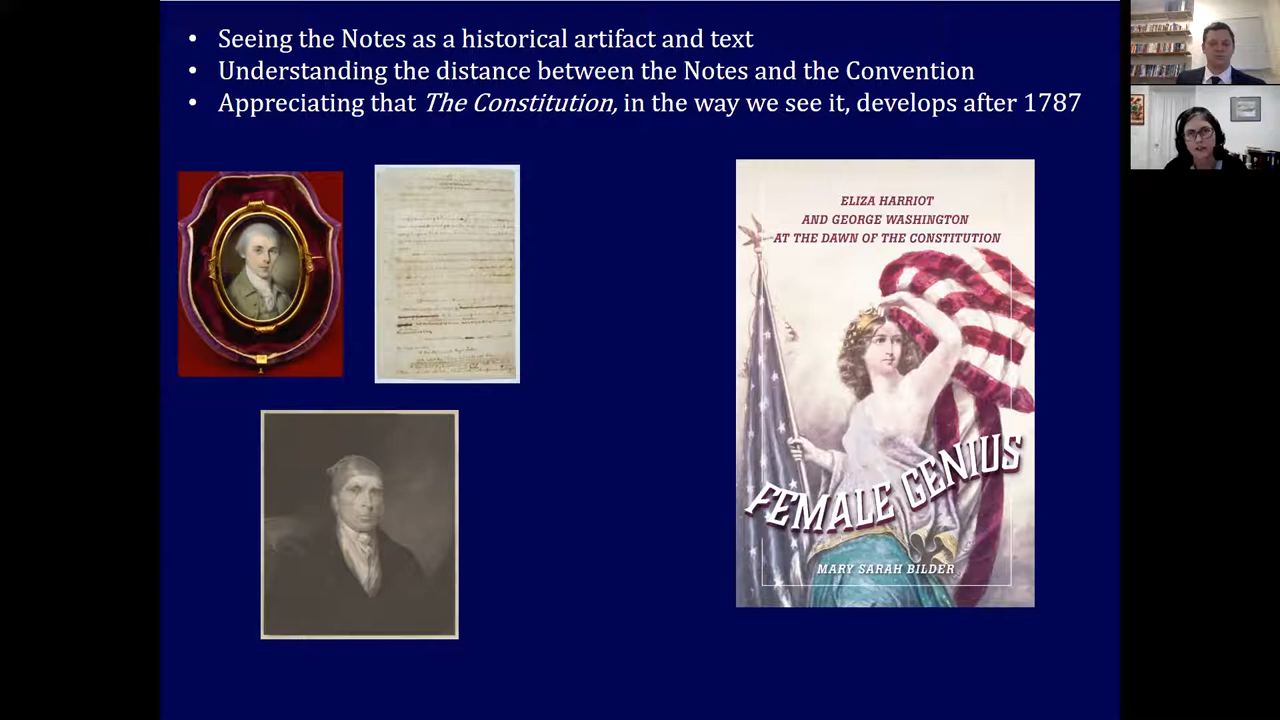 • Seeing the Notes as a historical artifact and text
• Understanding the distance between the Notes and the Convention
• Appreciating that The Constitution, in the way we see it, develops after 1787
ELIZA HARRIOT
AND GEORGE WASHINGTON
AT THE DAWN OF THE CONSTITUTION
FEMALE GENIUS
MARY SARAH BILDER